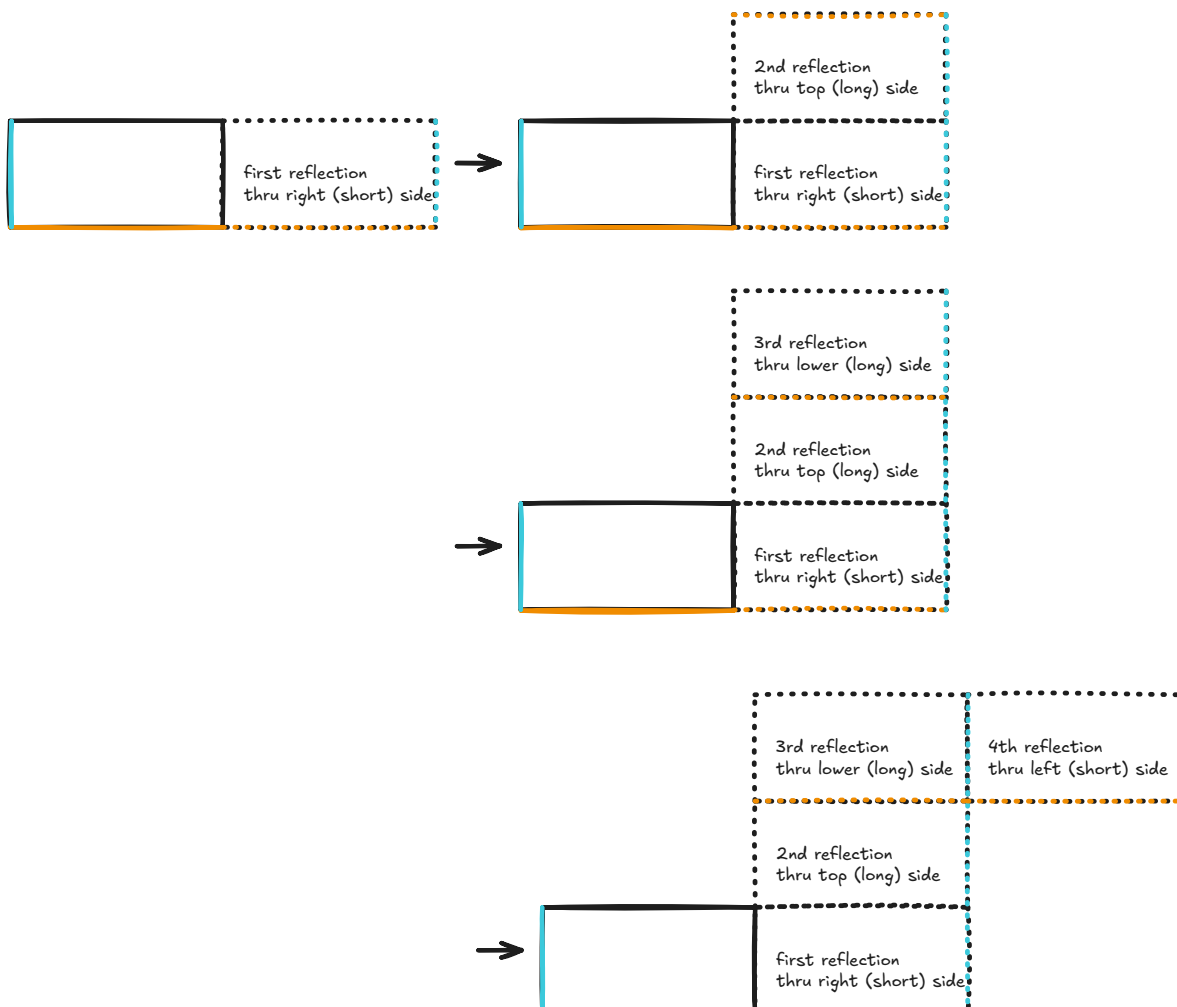 2nd reflection
thru top (long) side
first reflection
thru right (short) side
first reflection
thru right (short) side
3rd reflection
thru lower (long) side
2nd reflection
thru top (long) side
first reflection
thru right (short) side
3rd reflection
thru lower (long) side
4th reflection
thru left (short) side
2nd reflection
thru top (long) side
first reflection
thru right (short) side